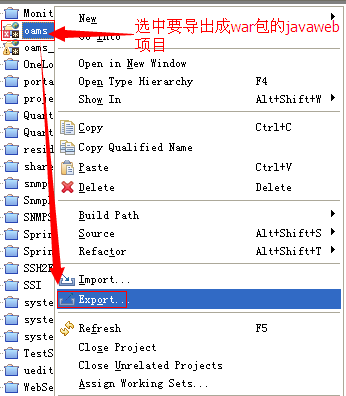 Monit
oams
oams_
OneLo
porta
proje
Quant
Quant
resid
share
snmp
Snmpl
SNMPS
Sprin
Sprin
SSH2E
SSI
syste
syste
syste
TestS
uedit
WebSe
New
Go Into
Open in New Window
Open Type Hierarchy F4
Show In Alt+Shift+W
Copy Ctrl+C
Copy Qualified Name
Paste Ctrl+V
Delete Delete
Build Path
Source Alt+Shift+S
Refactor Alt+Shift+T
Import...
Export...
Refresh F5
Close Project
Close Unrelated Projects
Assign Working Sets...
选中要导出成war包的javaweb
项目